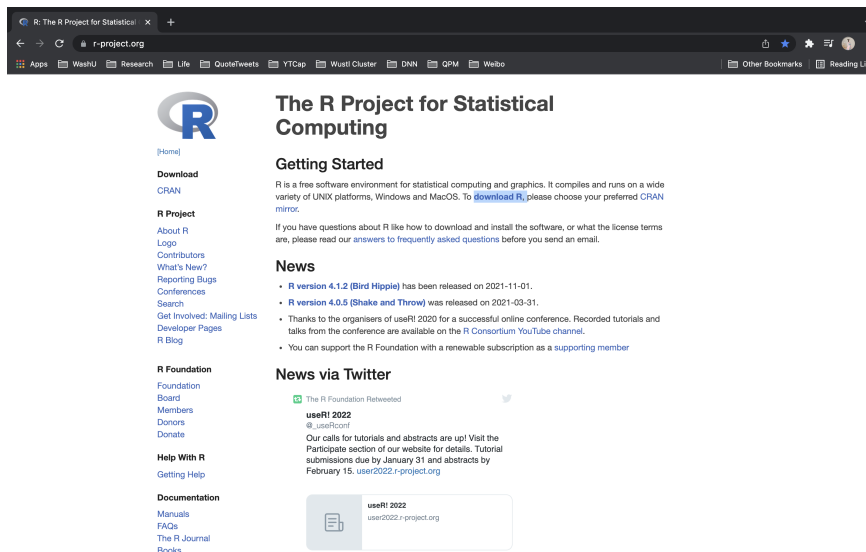 R: The R Project for Statistical
r-project.org
Apps WashU Research Life QuoteTweets YTCap Wustl Cluster DNN QPM Weibo Other Bookmarks Reading Li
R
[Home]
Download
CRAN
R Project
About R
Logo
Contributors
What's New?
Reporting Bugs
Conferences
Search
Get Involved: Mailing Lists
Developer Pages
R Blog
R Foundation
Foundation
Board
Members
Donors
Donate
Help With R
Getting Help
Documentation
Manuals
FAQs
The R Journal
Books
The R Project for Statistical
Computing
Getting Started
R is a free software environment for statistical computing and graphics. It compiles and runs on a wide
variety of UNIX platforms, Windows and MacOS. To download R, please choose your preferred CRAN
mirror.
If you have questions about R like how to download and install the software, or what the license terms
are, please read our answers to frequently asked questions before you send an email.
News
• R version 4.1.2 (Bird Hippie) has been released on 2021-11-01.
• R version 4.0.5 (Shake and Throw) was released on 2021-03-31.
• Thanks to the organisers of useR! 2020 for a successful online conference. Recorded tutorials and
talks from the conference are available on the R Consortium YouTube channel.
• You can support the R Foundation with a renewable subscription as a supporting member
News via Twitter
The R Foundation Retweeted
useR! 2022
@_useRconf
Our calls for tutorials and abstracts are up! Visit the
Participate section of our website for details. Tutorial
submissions due by January 31 and abstracts by
February 15. user2022.r-project.org
useR! 2022
user2022.r-project.org